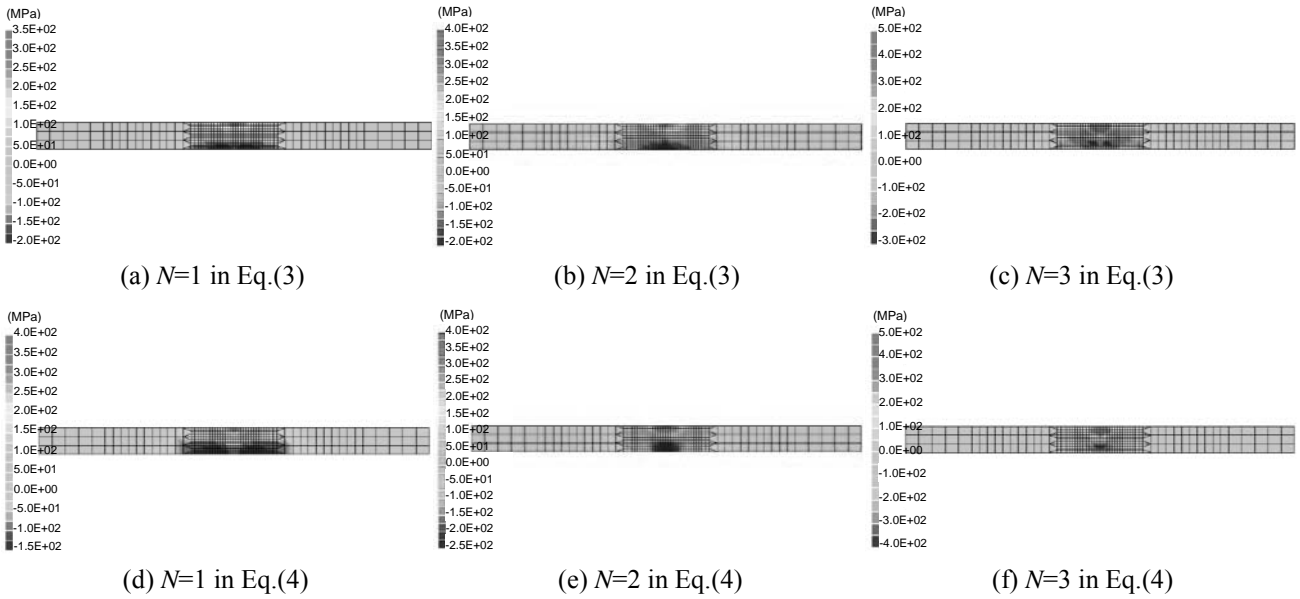 (MPa)
3.5E+02
3.0E+02
2.5E+02
2.0E+02
1.5E+02
1.0E+02
5.0E+01
0.0E+00
-5.0E+01
-1.0E+02
-1.5E+02
-2.0E+02
(a) N=1 in Eq.(3)
(MPa)
4.0E+02
3.5E+02
3.0E+02
2.5E+02
2.0E+02
1.5E+02
1.0E+02
5.0E+01
0.0E+00
-5.0E+01
-1.0E+02
-1.5E+02
-2.0E+02
(b) N=2 in Eq.(3)
(MPa)
5.0E+02
4.0E+02
3.0E+02
2.0E+02
1.0E+02
0.0E+00
-1.0E+02
-2.0E+02
-3.0E+02
(c) N=3 in Eq.(3)
(MPa)
4.0E+02
3.5E+02
3.0E+02
2.5E+02
2.0E+02
1.5E+02
1.0E+02
5.0E+01
0.0E+00
-5.0E+01
-1.0E+02
-1.5E+02
(d) N=1 in Eq.(4)
(MPa)
4.0E+02
3.5E+02
3.0E+02
2.5E+02
2.0E+02
1.5E+02
1.0E+02
5.0E+01
0.0E+00
-5.0E+01
-1.0E+02
-1.5E+02
-2.0E+02
-2.5E+02
(e) N=2 in Eq.(4)
(MPa)
5.0E+02
4.0E+02
3.0E+02
2.0E+02
1.0E+02
0.0E+00
-1.0E+02
-2.0E+02
-3.0E+02
-4.0E+02
(f) N=3 in Eq.(4)